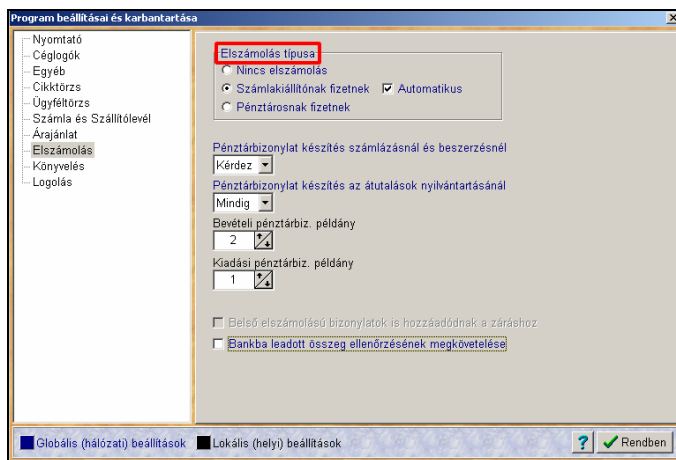 Program beállításai és karbantartása
Nyomtató
Céglogók
Egyéb
Cikktörzs
Ügyféltörzs
Számla és Szállítólevél
Árajánlat
Elszámolás
Könyvelés
Logolás
Elszámolás típusa
Nincs elszámolás
Számlakiállítónak fizetnek Automatikus
Pénztárosnak fizetnek
Pénztárbizonylat készítés számlázásnál és beszerzésnél
Kérdez
Pénztárbizonylat készítés az átutalások nyilvántartásánál
Mindig
Bevételi pénztárbiz. példány
2
Kiadási pénztárbiz. példány
1
Belső elszámolású bizonylatok is hozzáadódnak a záráshoz
Bankba leadott összeg ellenőrzésének megkövetelése
Globális (hálózati) beállítások Lokális (helyi) beállítások ? Rendben